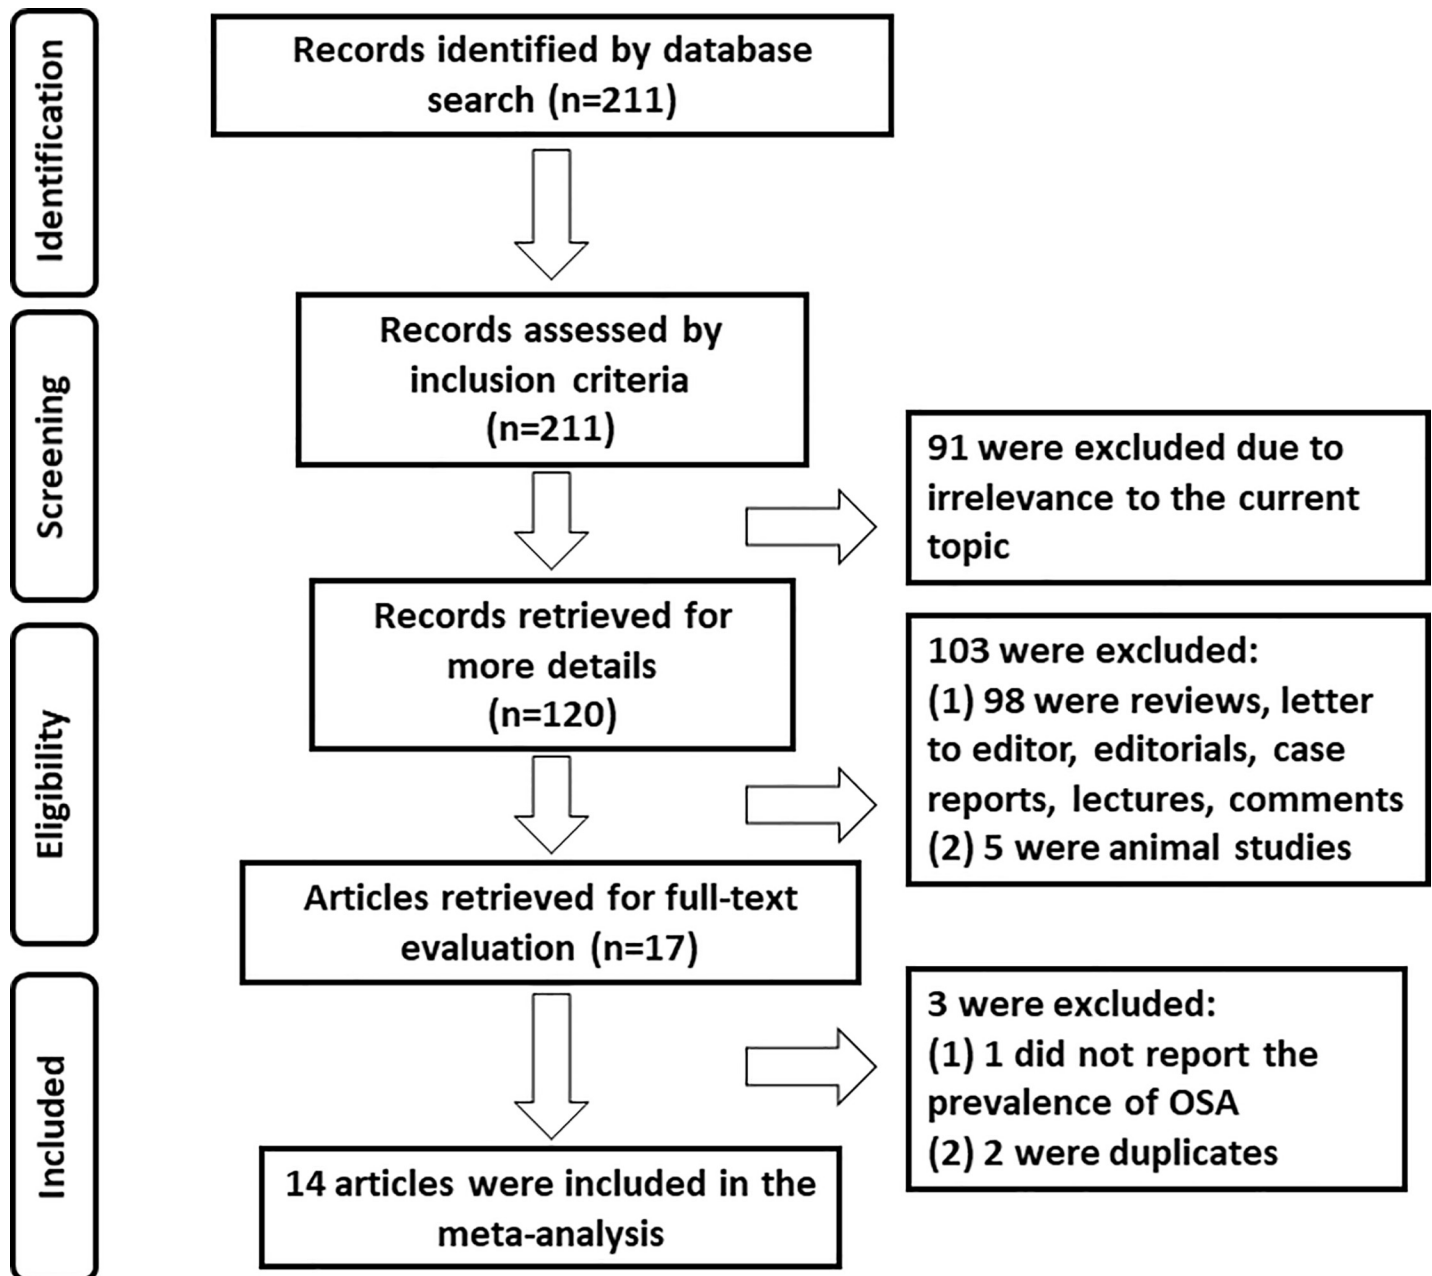 Identification
Records identified by database
search (n=211)
Screening
Records assessed by
inclusion criteria
(n=211)
91 were excluded due to
irrelevance to the current
topic
Eligibility
Records retrieved for
more details
(n=120)
103 were excluded:
(1) 98 were reviews, letter
to editor, editorials, case
reports, lectures, comments
(2) 5 were animal studies
Articles retrieved for full-text
evaluation (n=17)
Included
3 were excluded:
(1) 1 did not report the
prevalence of OSA
(2) 2 were duplicates
14 articles were included in the
meta-analysis